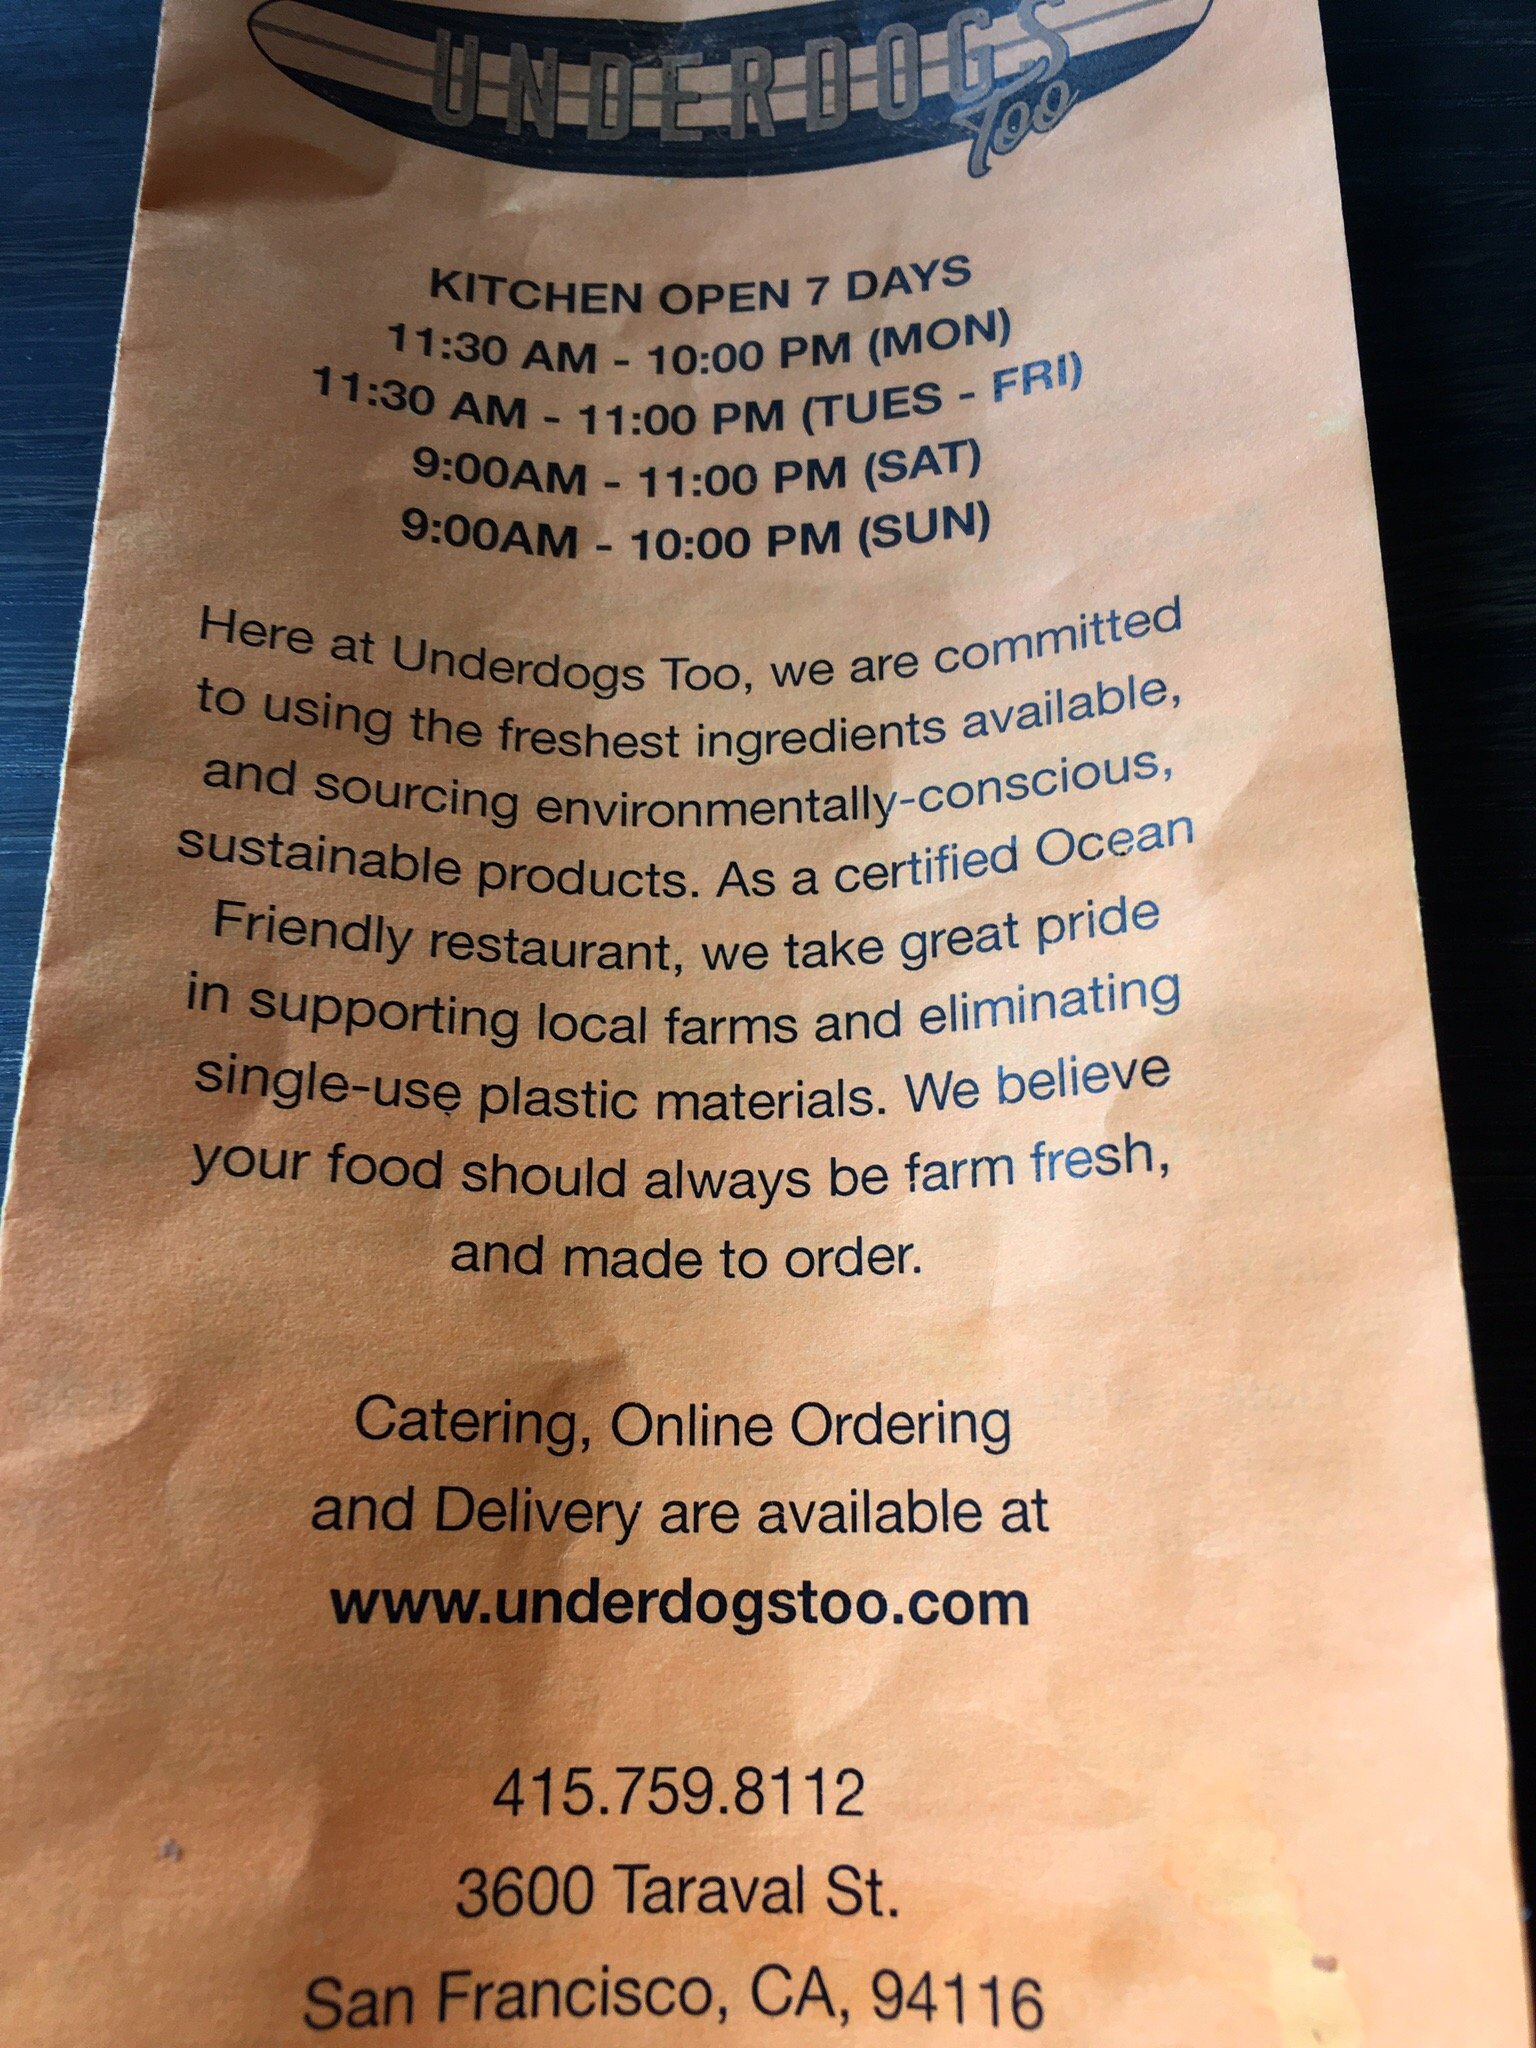 UNDERDOGS
Too
KITCHEN OPEN 7 DAYS
11:30 AM - 10:00 PM (MON)
11:30 AM - 11:00 PM (TUES - FRI)
9:00AM - 11:00 PM (SAT)
9:00AM - 10:00 PM (SUN)
Here at Underdogs Too, we are committed
to using the freshest ingredients available,
and sourcing environmentally-conscious,
sustainable products. As a certified Ocean
Friendly restaurant, we take great pride
in supporting local farms and eliminating
single-use plastic materials. We believe
your food should always be farm fresh,
and made to order.
Catering, Online Ordering
and Delivery are available at
www.underdogstoo.com
415.759.8112
3600 Taraval St.
San Francisco, CA, 94116